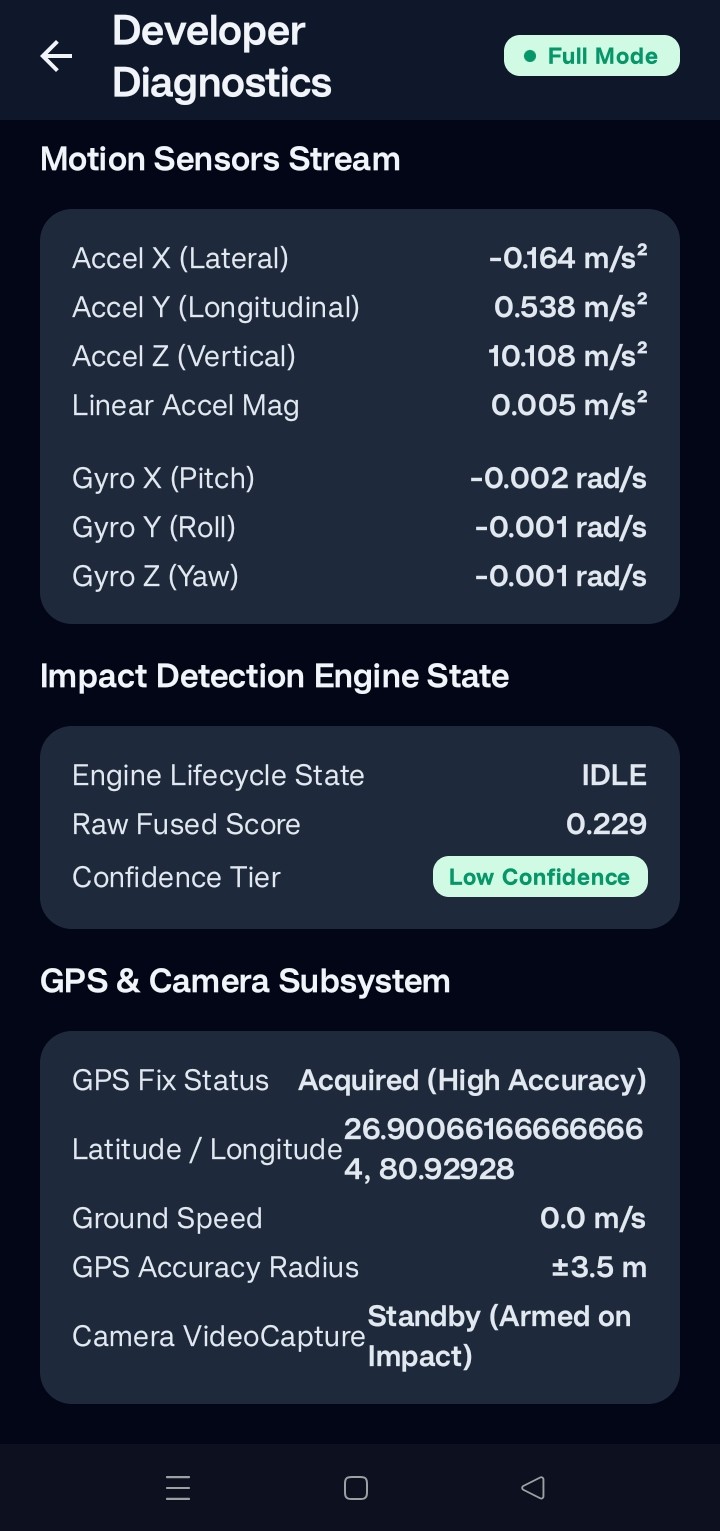 Developer
Diagnostics
Full Mode
Motion Sensors Stream
Accel X (Lateral) -0.164 m/s²
Accel Y (Longitudinal) 0.538 m/s²
Accel Z (Vertical) 10.108 m/s²
Linear Accel Mag 0.005 m/s²
Gyro X (Pitch) -0.002 rad/s
Gyro Y (Roll) -0.001 rad/s
Gyro Z (Yaw) -0.001 rad/s
Impact Detection Engine State
Engine Lifecycle State IDLE
Raw Fused Score 0.229
Confidence Tier Low Confidence
GPS & Camera Subsystem
GPS Fix Status Acquired (High Accuracy)
Latitude / Longitude 26.90066166666666
4, 80.92928
Ground Speed 0.0 m/s
GPS Accuracy Radius ±3.5 m
Camera VideoCapture Standby (Armed on
Impact)